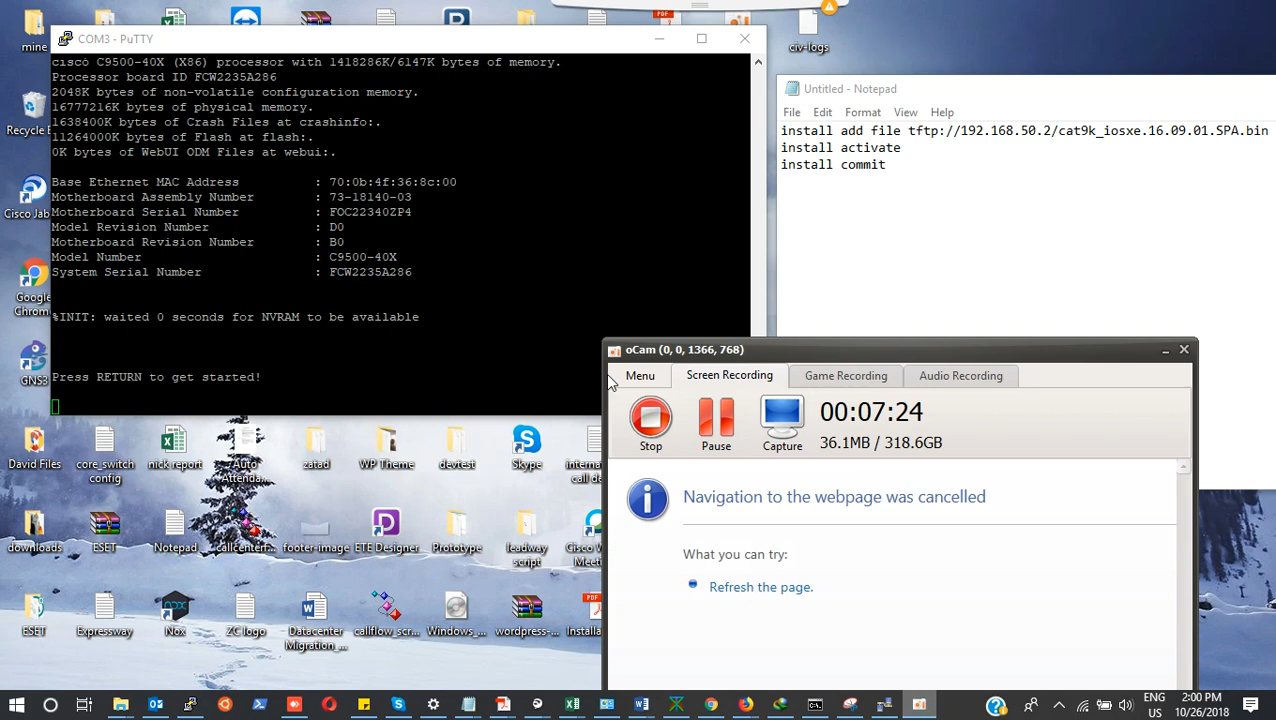 mine
civ-logs
COM3 - PuTTY
cisco C9500-40X (X86) processor with 1418286K/6147K bytes of memory.
Processor board ID FCW2235A286
2048K bytes of non-volatile configuration memory.
16777216K bytes of physical memory.
1638400K bytes of Crash Files at crashinfo:.
11264000K bytes of Flash at flash:.
0K bytes of WebUI ODM Files at webui:.
Base Ethernet MAC Address : 70:0b:4f:36:8c:00
Motherboard Assembly Number : 73-18140-03
Motherboard Serial Number : FOC22340ZP4
Model Revision Number : D0
Motherboard Revision Number : B0
Model Number : C9500-40X
System Serial Number : FCW2235A286
%INIT: waited 0 seconds for NVRAM to be available
Press RETURN to get started!
Untitled - Notepad
File Edit Format View Help
install add file tftp://192.168.50.2/cat9k_iosxe.16.09.01.SPA.bin
install activate
install commit
Recycle
Cisco Jab
Google
Chrom
GNS3
oCam (0, 0, 1366, 768)
Menu Screen Recording Game Recording Audio Recording
00:07:24
36.1MB / 318.6GB
Stop Pause Capture
Navigation to the webpage was cancelled
What you can try:
Refresh the page.
David Files core_switch config nick report Auto Attenda... zatad WP Theme devtest Skype
downloads ESET Notepad callcenterf... footer-image ETE Designer Prototype leadway script
ESET Expressway Nox ZC logo Datacenter Migration_... callflow_scr... Windows_... wordpress-...
ENG 2:00 PM
US 10/26/2018